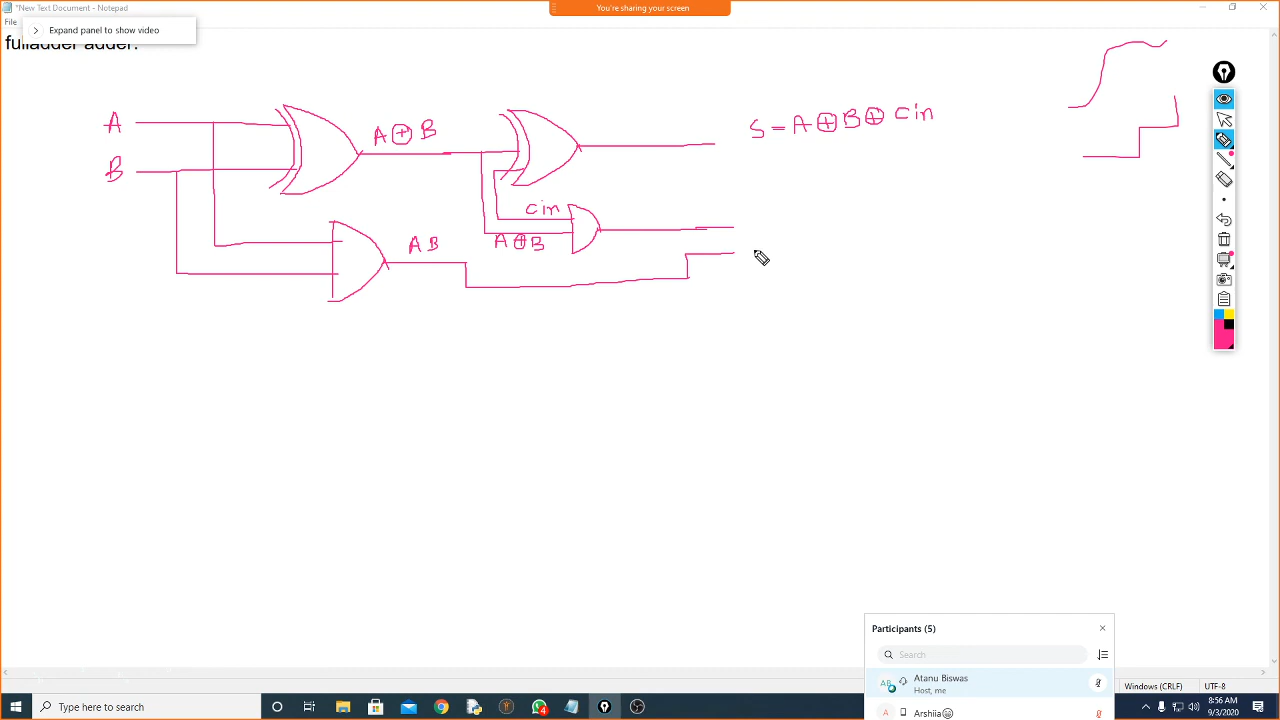 *New Text Document - Notepad
You're sharing your screen
File
Expand panel to show video
fulladder adder:
A
A ⊕ B
S = A ⊕ B ⊕ Cin
B
Cin
A B
A ⊕ B
Participants (5)
Search
AB
Atanu Biswas
Host, me
A
Arshiia
Windows (CRLF)
UTF-8
Type here to search
4
8:56 AM
9/3/2020